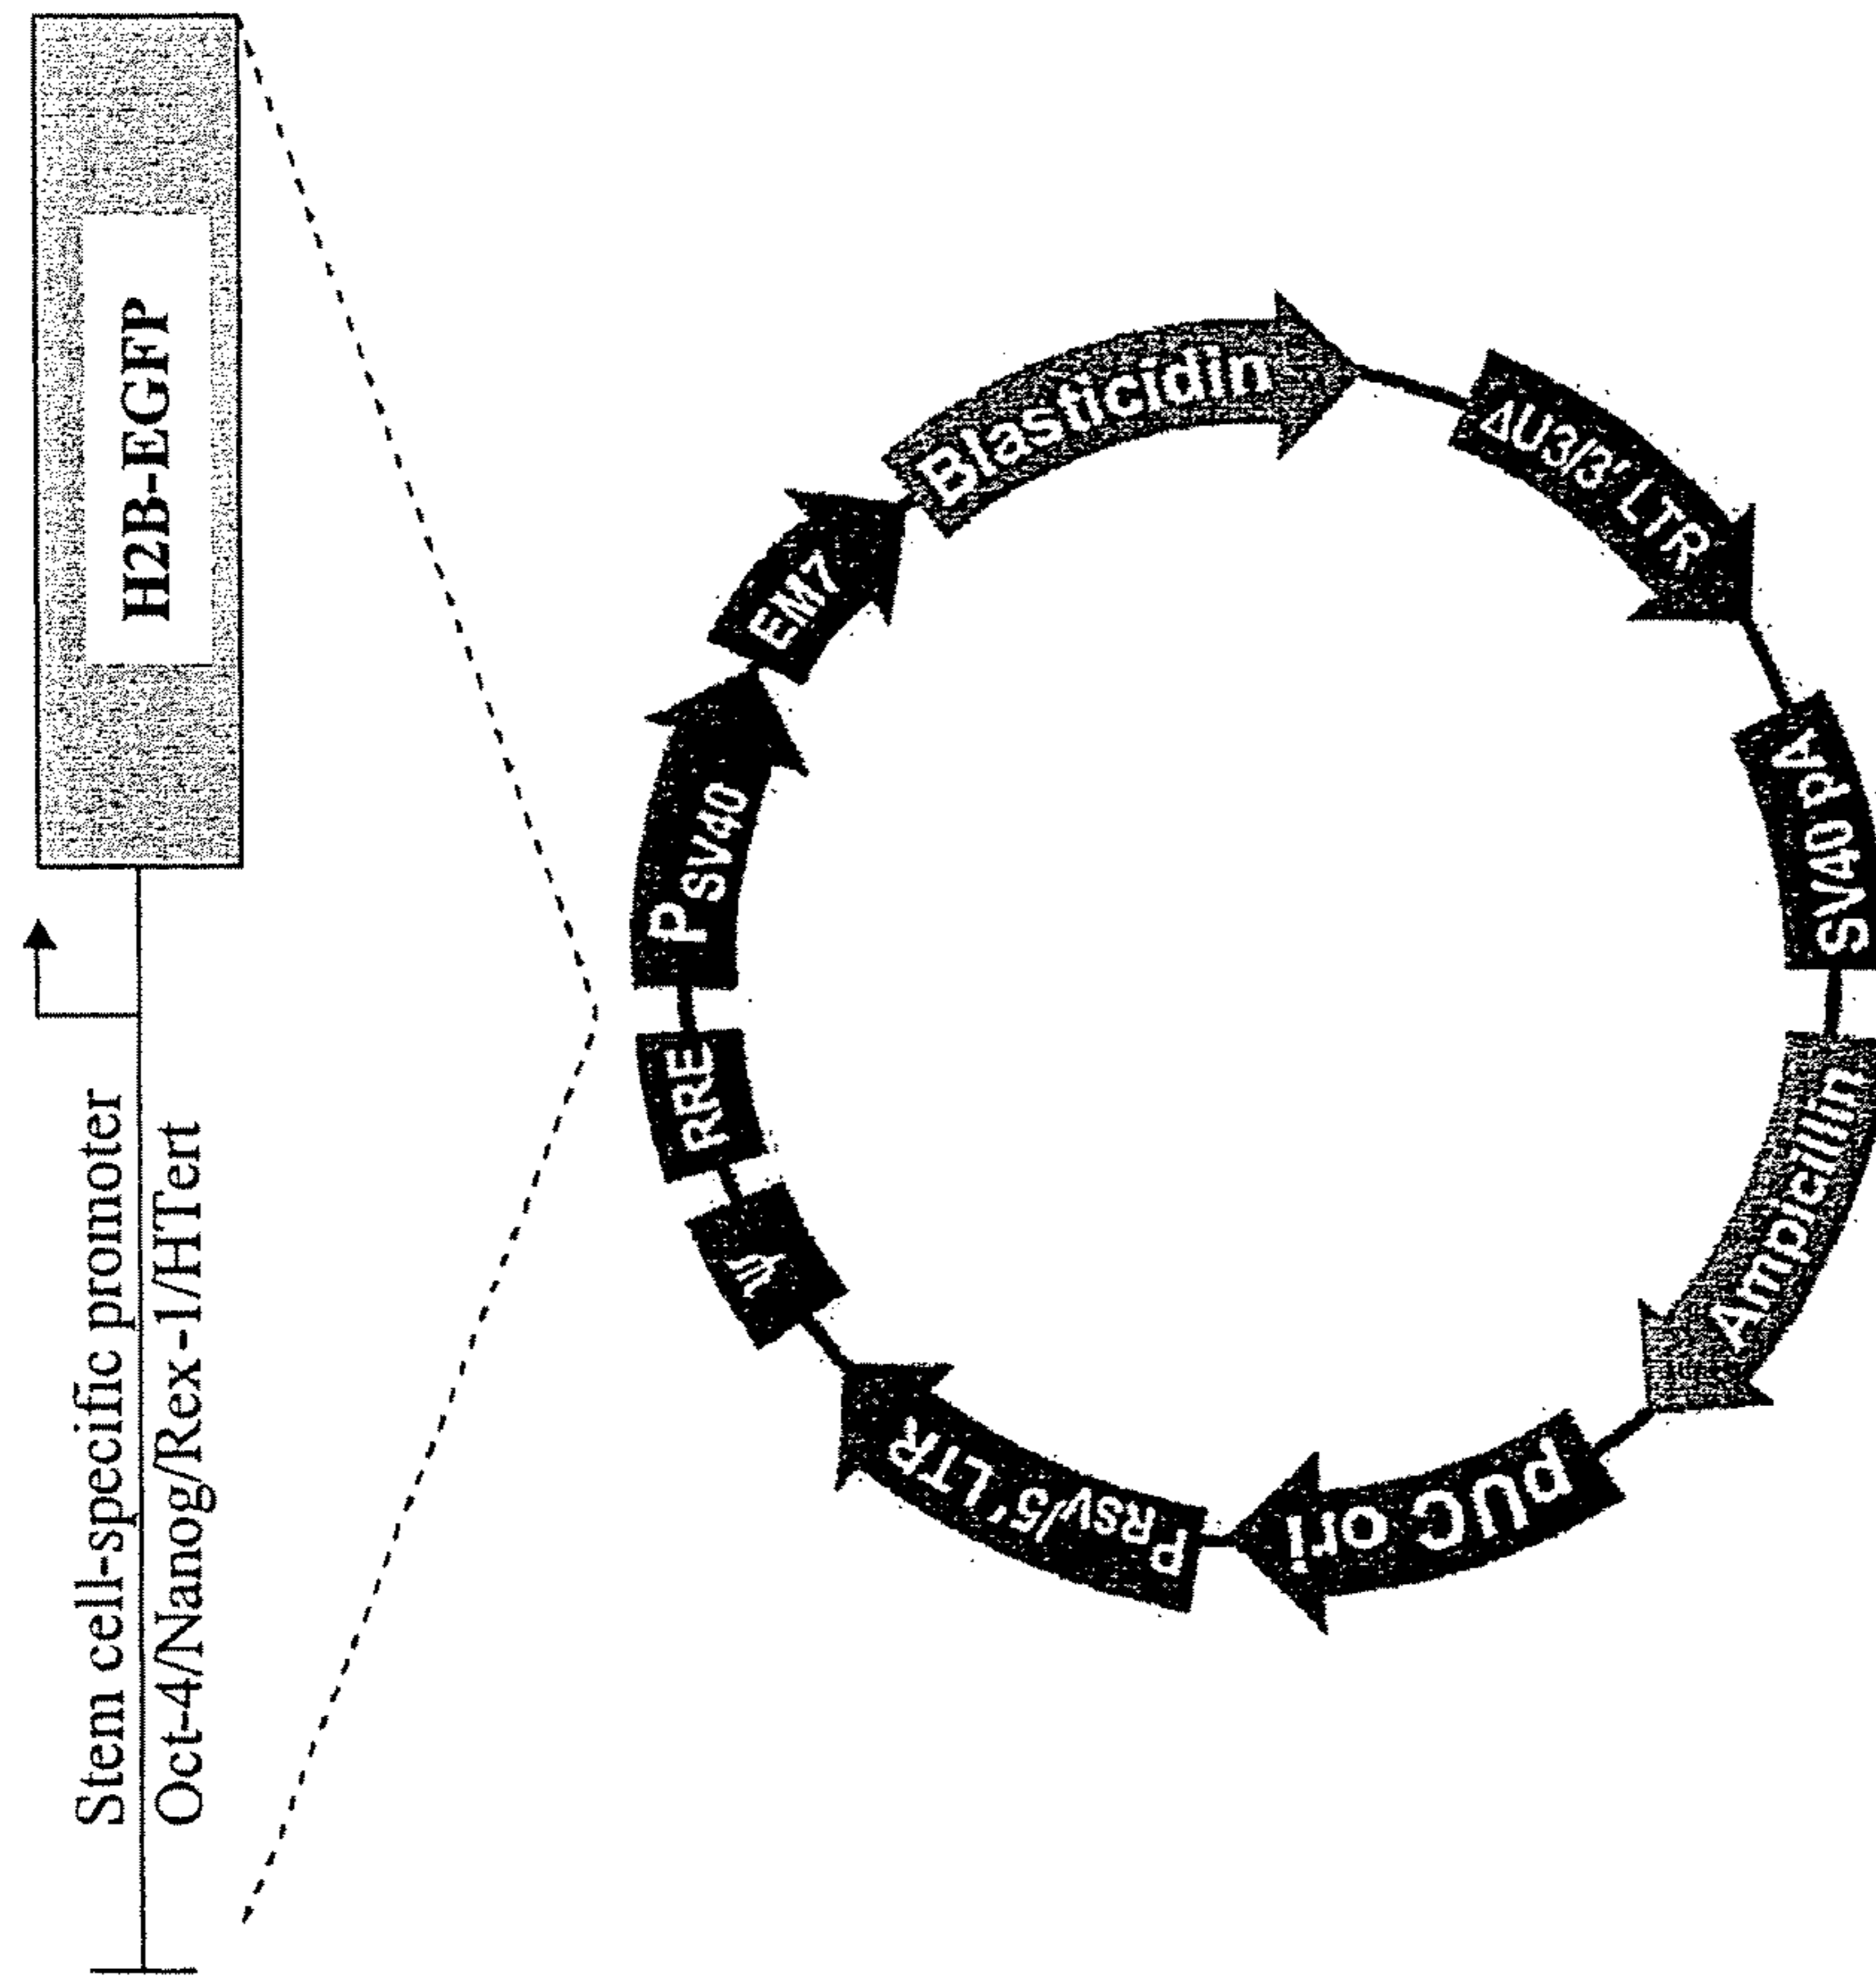 Stem cell-specific promoter
Oct-4/Nanog/Rex-1/HTert
H2B-EGFP
RRE
P SV40
EM7
Blasticidin
ΔU3/3' LTR
SV40 pA
Ampicillin
pUC ori
PRSV/5' LTR
Ψ